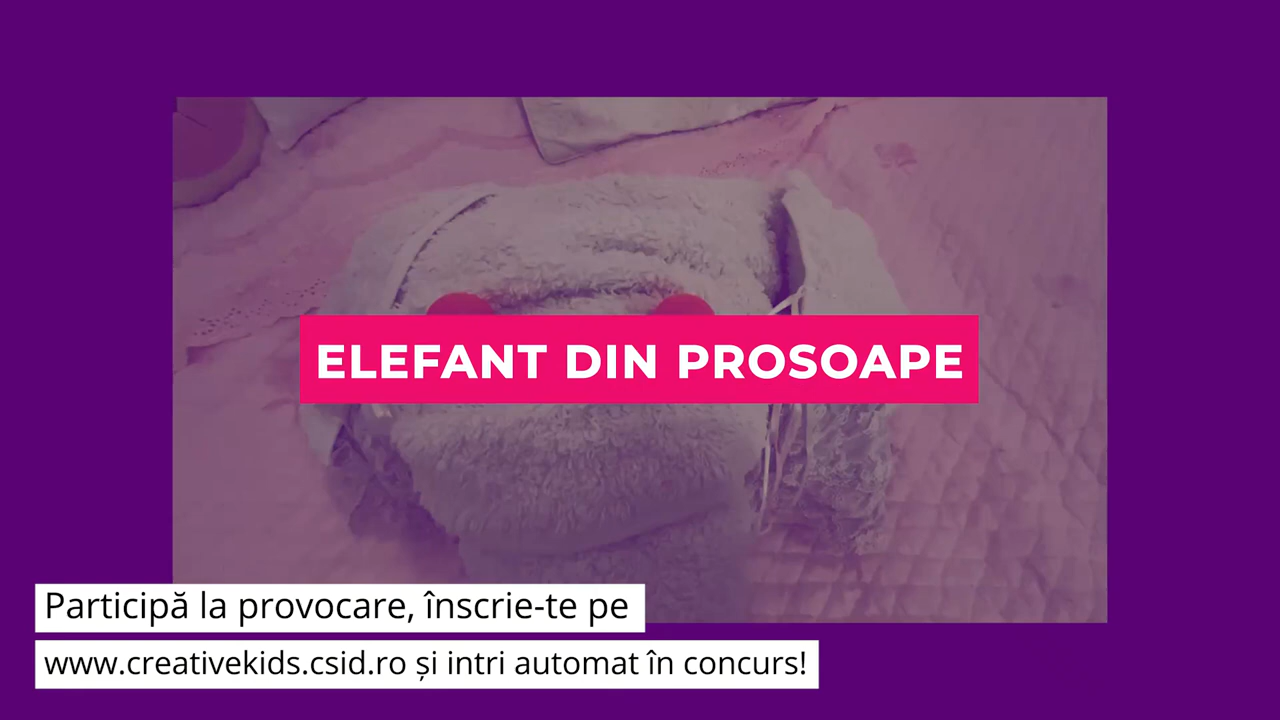 ELEFANT DIN PROSOAPE
Participă la provocare, înscrie-te pe
www.creativekids.csid.ro și intri automat în concurs!